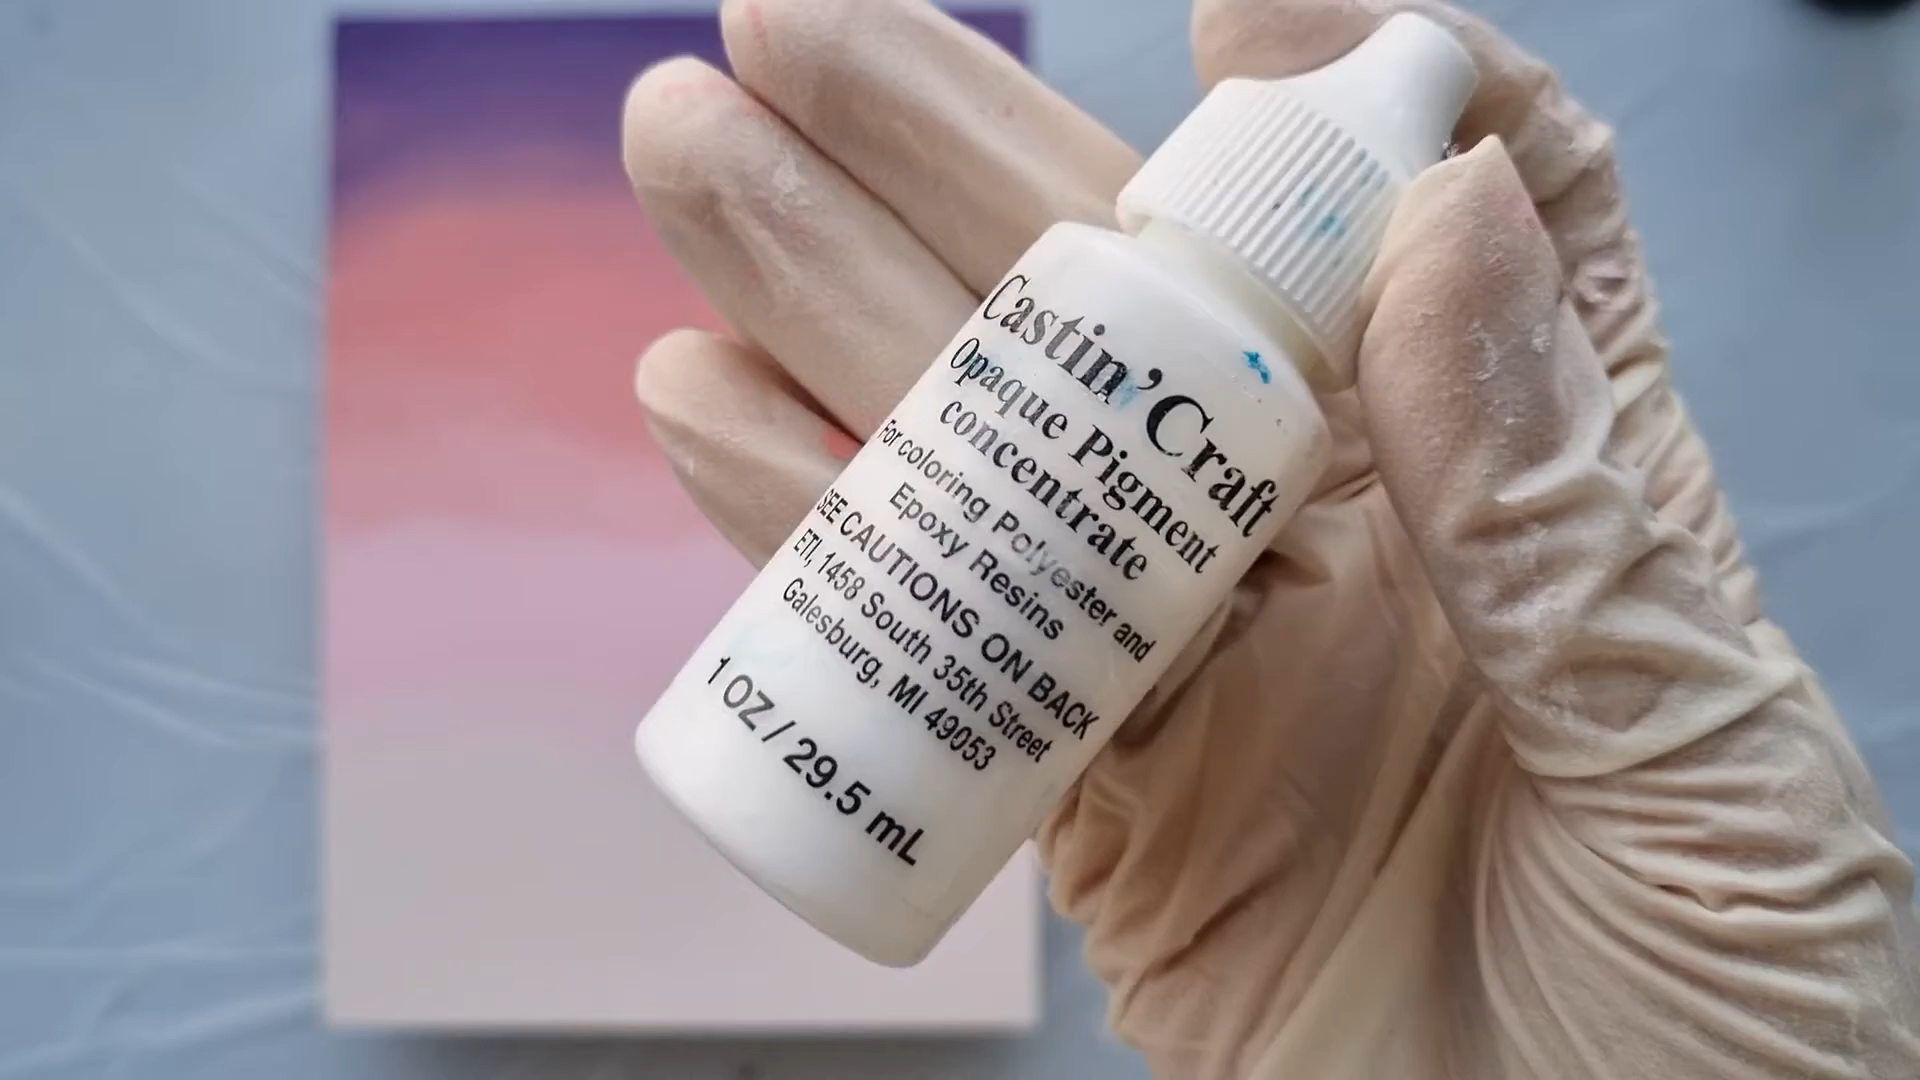 Castin' Craft
Opaque Pigment
concentrate
For coloring Polyester and
Epoxy Resins
SEE CAUTIONS ON BACK
ETI, 1458 South 35th Street
Galesburg, MI 49053
1 OZ / 29.5 mL